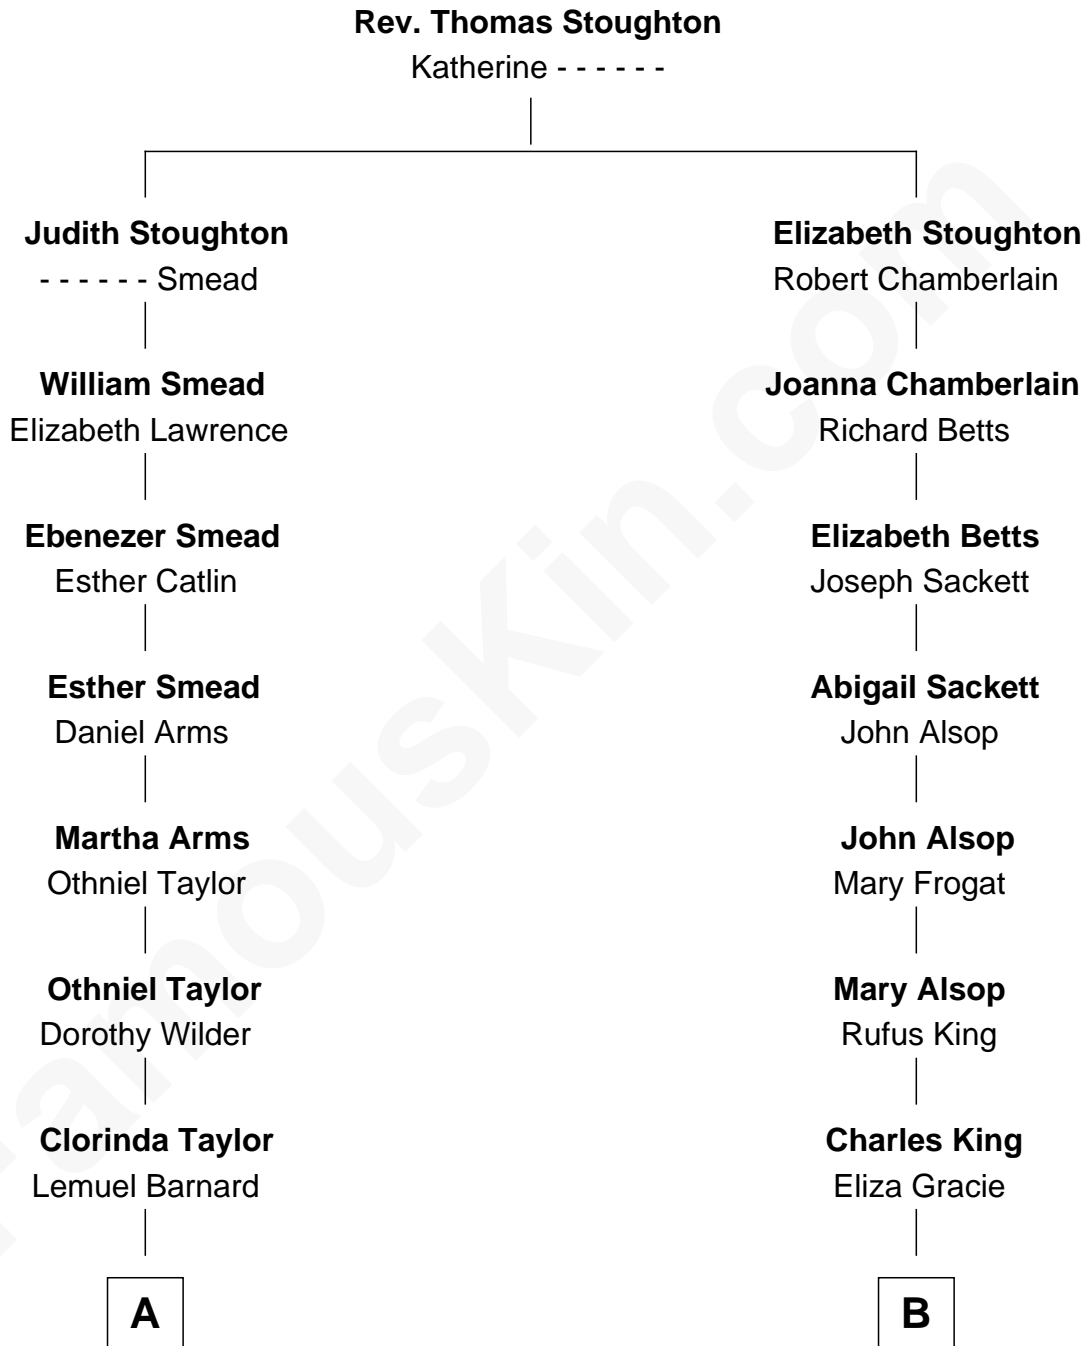 Rev. Thomas Stoughton
Katherine - - - - - -
Judith Stoughton
- - - - - - Smead
Elizabeth Stoughton
Robert Chamberlain
William Smead
Elizabeth Lawrence
Joanna Chamberlain
Richard Betts
Ebenezer Smead
Esther Catlin
Elizabeth Betts
Joseph Sackett
Esther Smead
Daniel Arms
Abigail Sackett
John Alsop
Martha Arms
Othniel Taylor
John Alsop
Mary Frogat
Othniel Taylor
Dorothy Wilder
Mary Alsop
Rufus King
Clorinda Taylor
Lemuel Barnard
Charles King
Eliza Gracie
A
B
FamousKin.com